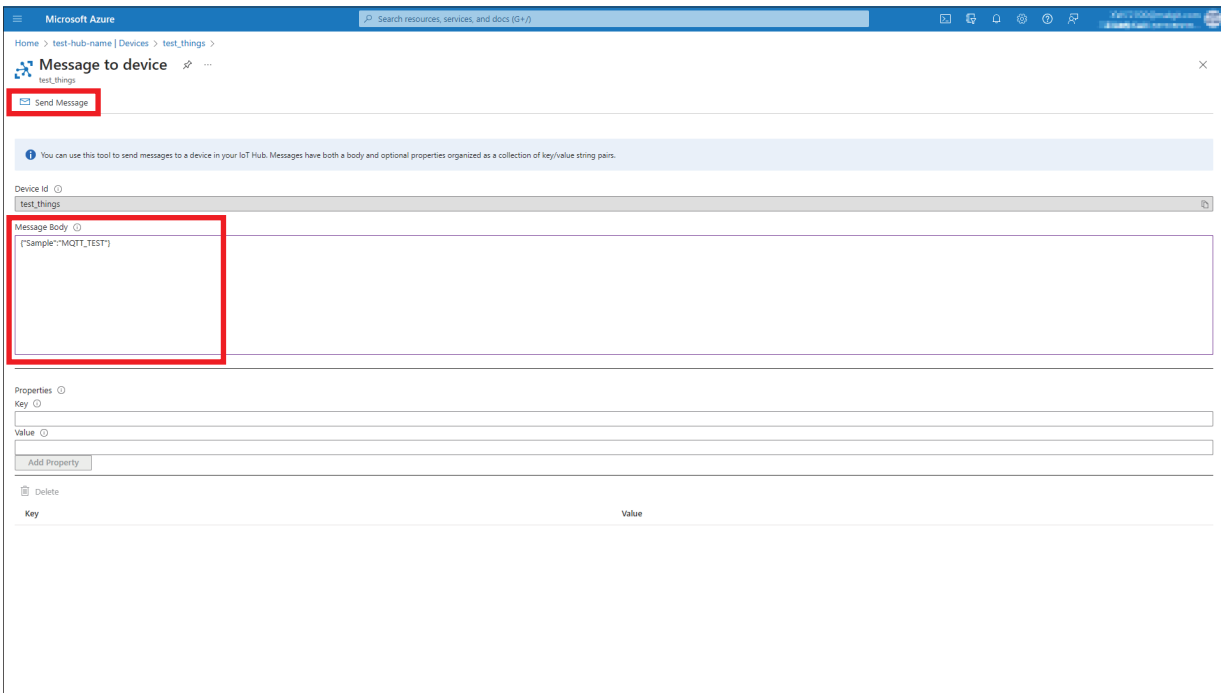 Microsoft Azure
Search resources, services, and docs (G+/)
Home > test-hub-name | Devices > test_things >
Message to device
test_things
Send Message
You can use this tool to send messages to a device in your IoT Hub. Messages have both a body and optional properties organized as a collection of key/value string pairs.
Device Id
test_things
Message Body
{"Sample":"MQTT_TEST"}
Properties
Key
Value
Add Property
Delete
Key Value